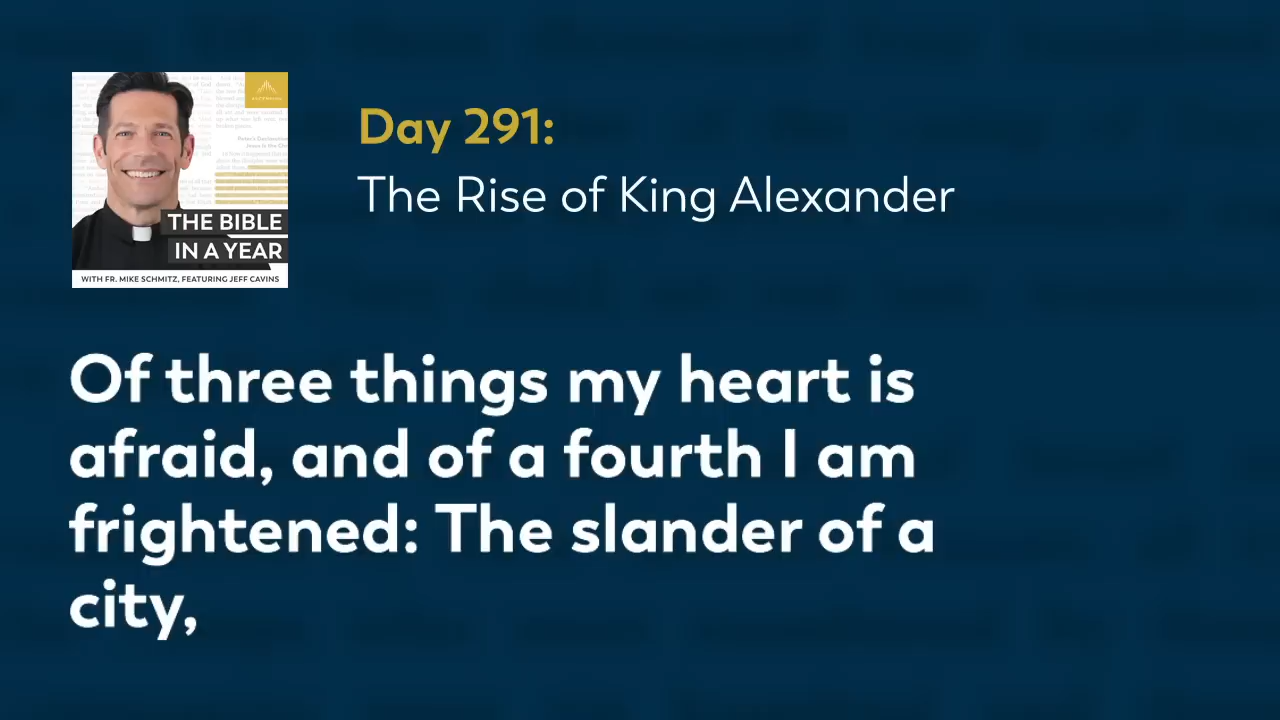 Day 291:
The Rise of King Alexander
THE BIBLE
IN A YEAR
WITH FR. MIKE SCHMITZ, FEATURING JEFF CAVINS
Of three things my heart is
afraid, and of a fourth I am
frightened: The slander of a
city,